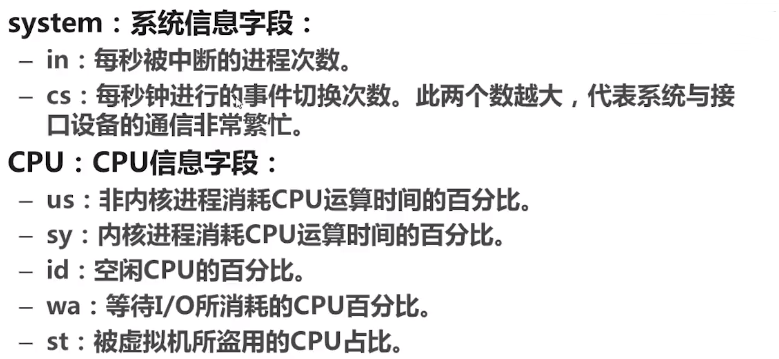 system：系统信息字段：
– in：每秒被中断的进程次数。
– cs：每秒钟进行的事件切换次数。此两个数越大，代表系统与接
口设备的通信非常繁忙。
CPU：CPU信息字段：
– us：非内核进程消耗CPU运算时间的百分比。
– sy：内核进程消耗CPU运算时间的百分比。
– id：空闲CPU的百分比。
– wa：等待I/O所消耗的CPU百分比。
– st：被虚拟机所盗用的CPU占比。